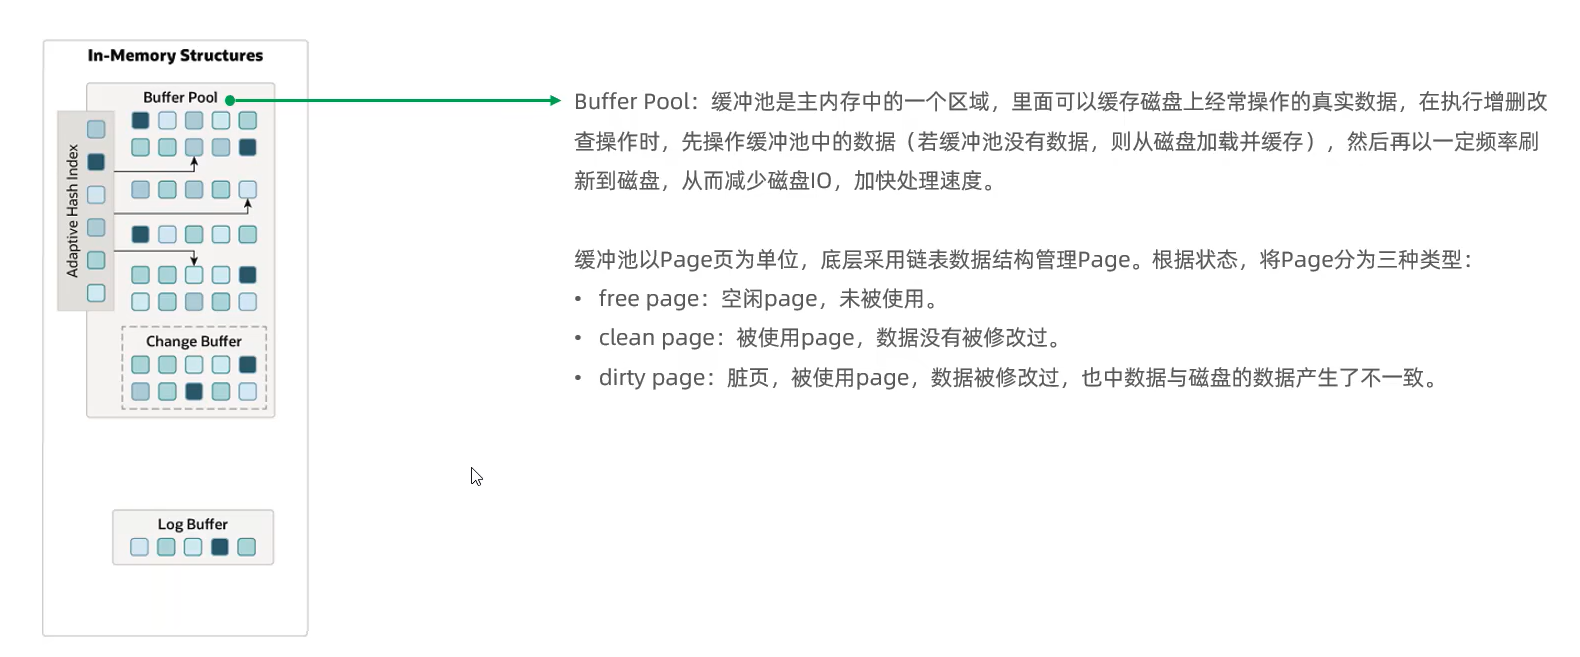 In-Memory Structures
Buffer Pool
Adaptive Hash Index
Change Buffer
Log Buffer
Buffer Pool：缓冲池是主内存中的一个区域，里面可以缓存磁盘上经常操作的真实数据，在执行增删改
查操作时，先操作缓冲池中的数据（若缓冲池没有数据，则从磁盘加载并缓存），然后再以一定频率刷
新到磁盘，从而减少磁盘IO，加快处理速度。
缓冲池以Page页为单位，底层采用链表数据结构管理Page。根据状态，将Page分为三种类型：
• free page：空闲page，未被使用。
• clean page：被使用page，数据没有被修改过。
• dirty page：脏页，被使用page，数据被修改过，也中数据与磁盘的数据产生了不一致。